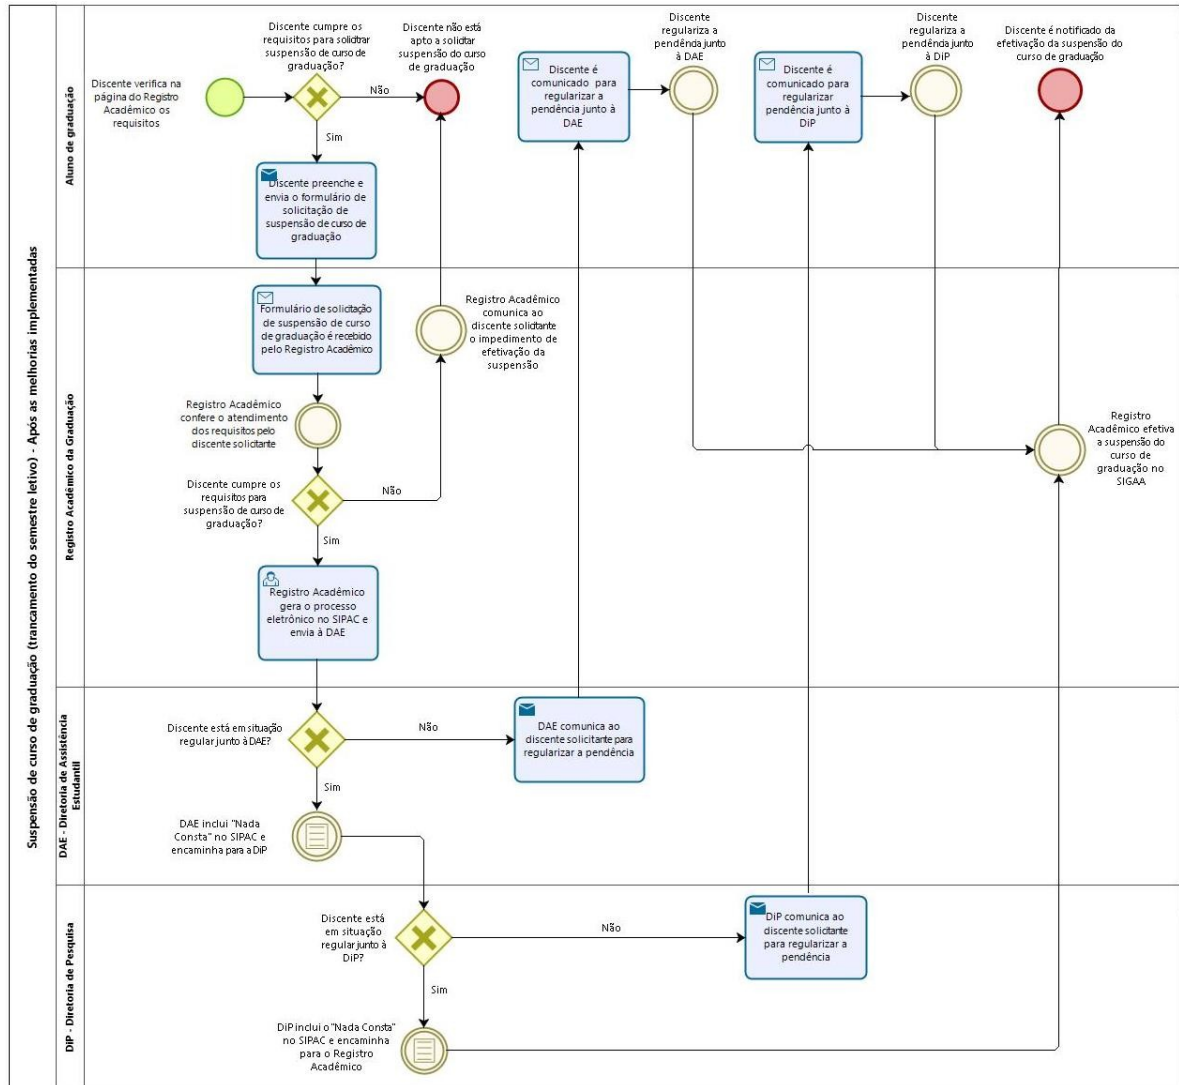 Suspensão de curso de graduação (trancamento do semestre letivo) - Após as melhorias implementadas
Aluno de graduação
Discente verifica na
página do Registro
Acadêmico os
requisitos
Discente cumpre os
requisitos para solicitrar
suspensão de curso de
graduação?
Não
Sim
Discente não está
apto a solicitar
suspensão do curso
de graduação
Discente preenche e
envia o formulário de
solicitação de
suspensão de curso de
graduação
Discente é
comunicado para
regularizar a
pendência junto à
DAE
Discente
regulariza a
pendência junto
à DAE
Discente é
comunicado para
regularizar
pendência junto à
DiP
Discente
regulariza a
pendência junto
à DiP
Discente é notificado da
efetivação da suspensão do
curso de graduação
Registro Acadêmico da Graduação
Formulário de solicitação
de suspensão de curso
de graduação é recebido
pelo Registro Acadêmico
Registro Acadêmico
comunica ao
discente solicitante
o impedimento de
efetivação da
suspensão
Registro Acadêmico
confere o atendimento
dos requisitos pelo
discente solicitante
Discente cumpre os
requisitos para
suspensão de curso de
graduação?
Não
Sim
Registro Acadêmico
gera o processo
eletrônico no SIPAC e
envia à DAE
Registro
Acadêmico efetiva
a suspensão do
curso de
graduação no
SIGAA
DAE - Diretoria de Assistência
Estudantil
Discente está em situação
regular junto à DAE?
Não
Sim
DAE comunica ao
discente solicitante para
regularizar a pendência
DAE inclui "Nada
Consta" no SIPAC e
encaminha para a DiP
DiP - Diretoria de Pesquisa
Discente está
em situação
regular junto à
DiP?
Não
Sim
DiP comunica ao
discente solicitante
para regularizar a
pendência
DiP inclui o "Nada Consta"
no SIPAC e encaminha
para o Registro
Acadêmico